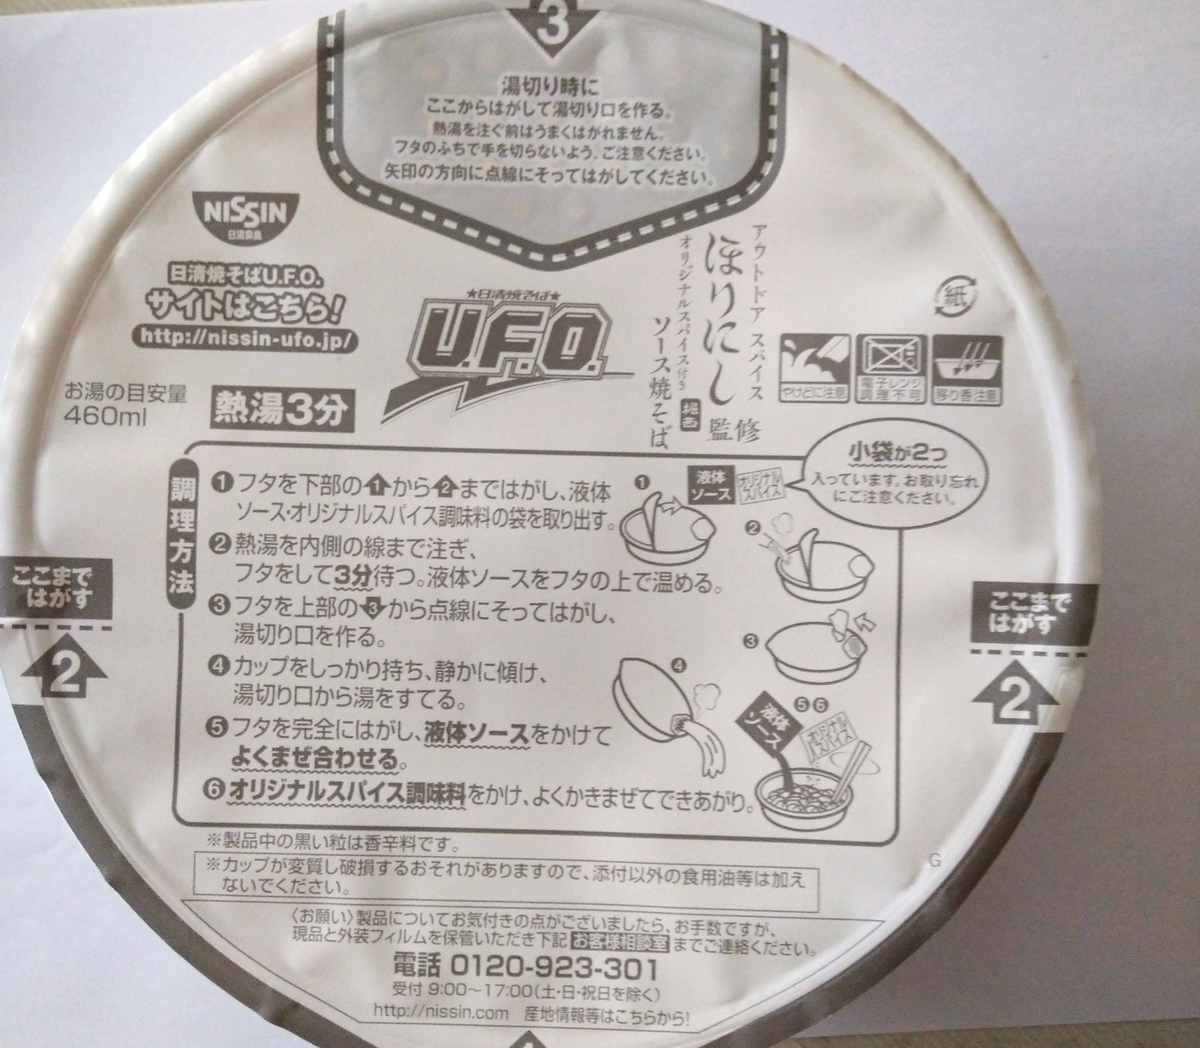 3
湯切り時に
ここからはがして湯切り口を作る。
熱湯を注ぐ前はうまくはがれません。
フタのふちで手を切らないよう、ご注意ください。
矢印の方向に点線にそってはがしてください。
NISSIN
日清食品
日清焼そばU.F.O.
サイトはこちら!
http://nissin-ufo.jp/
★日清焼そば★
U.F.O.
アウトドア スパイス
ほりにし 監修
オリジナルスパイス付き
ソース焼そば
紙
やけどに注意
電子レンジ
調理不可
移り香注意
お湯の目安量
460ml
熱湯3分
小袋が2つ
入っています。お取り忘れ
にご注意ください。
調理方法
❶フタを下部の1から2まではがし、液体
ソース・オリジナルスパイス調味料の袋を取り出す。
❷熱湯を内側の線まで注ぎ、
フタをして3分待つ。液体ソースをフタの上で温める。
❸フタを上部の3から点線にそってはがし、
湯切り口を作る。
❹カップをしっかり持ち、静かに傾け、
湯切り口から湯をすてる。
❺フタを完全にはがし、液体ソースをかけて
よくまぜ合わせる。
❻オリジナルスパイス調味料をかけ、よくかきまぜてできあがり。
❶
液体
ソース
オリジナル
スパイス
❷
❸
❹
❺❻
液体
ソース
オリジナル
スパイス
ここまで
はがす
2
ここまで
はがす
2
※製品中の黒い粒は香辛料です。
※カップが変質し破損するおそれがありますので、添付以外の食用油等は加え
ないでください。
G
〈お願い〉製品についてお気付きの点がございましたら、お手数ですが、
現品と外装フィルムを保管いただき下記 お客様相談室 までご連絡ください。
電話 0120-923-301
受付 9:00～17:00(土・日・祝日を除く)
http://nissin.com 産地情報等はこちらから!